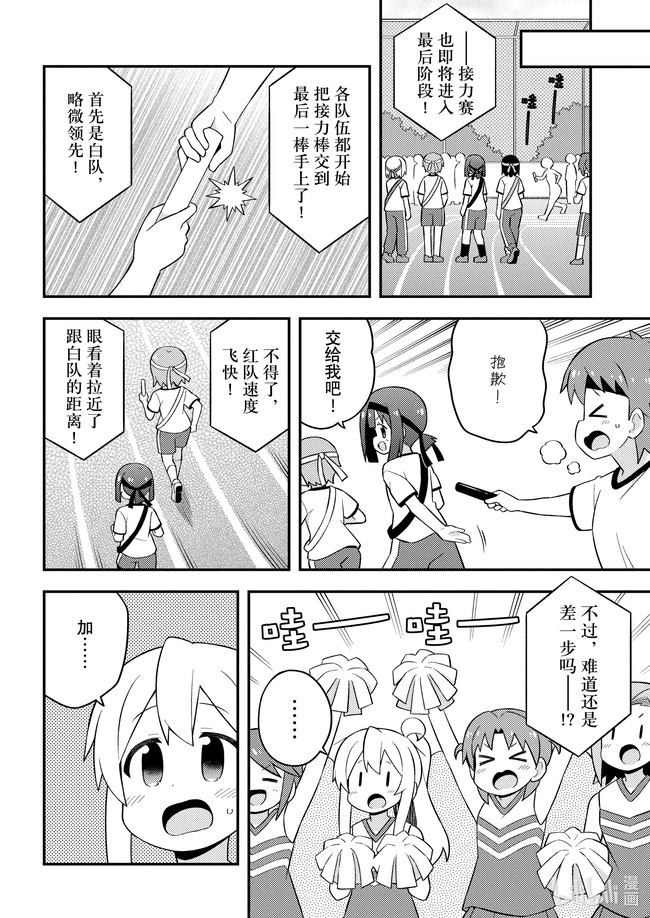 ——接力赛
也即将进入
最后阶段！
哇——
哇——
各队伍都开始
把接力棒交到
最后一棒手上了！
首先是白队，
略微领先！
抱歉！
交给我吧！
不得了，
红队速度
飞快！
眼看着拉近了
跟白队的距离！
不过，难道还是
差一步吗——!?
哇——
哇——
……
加
……
bilibili
漫画